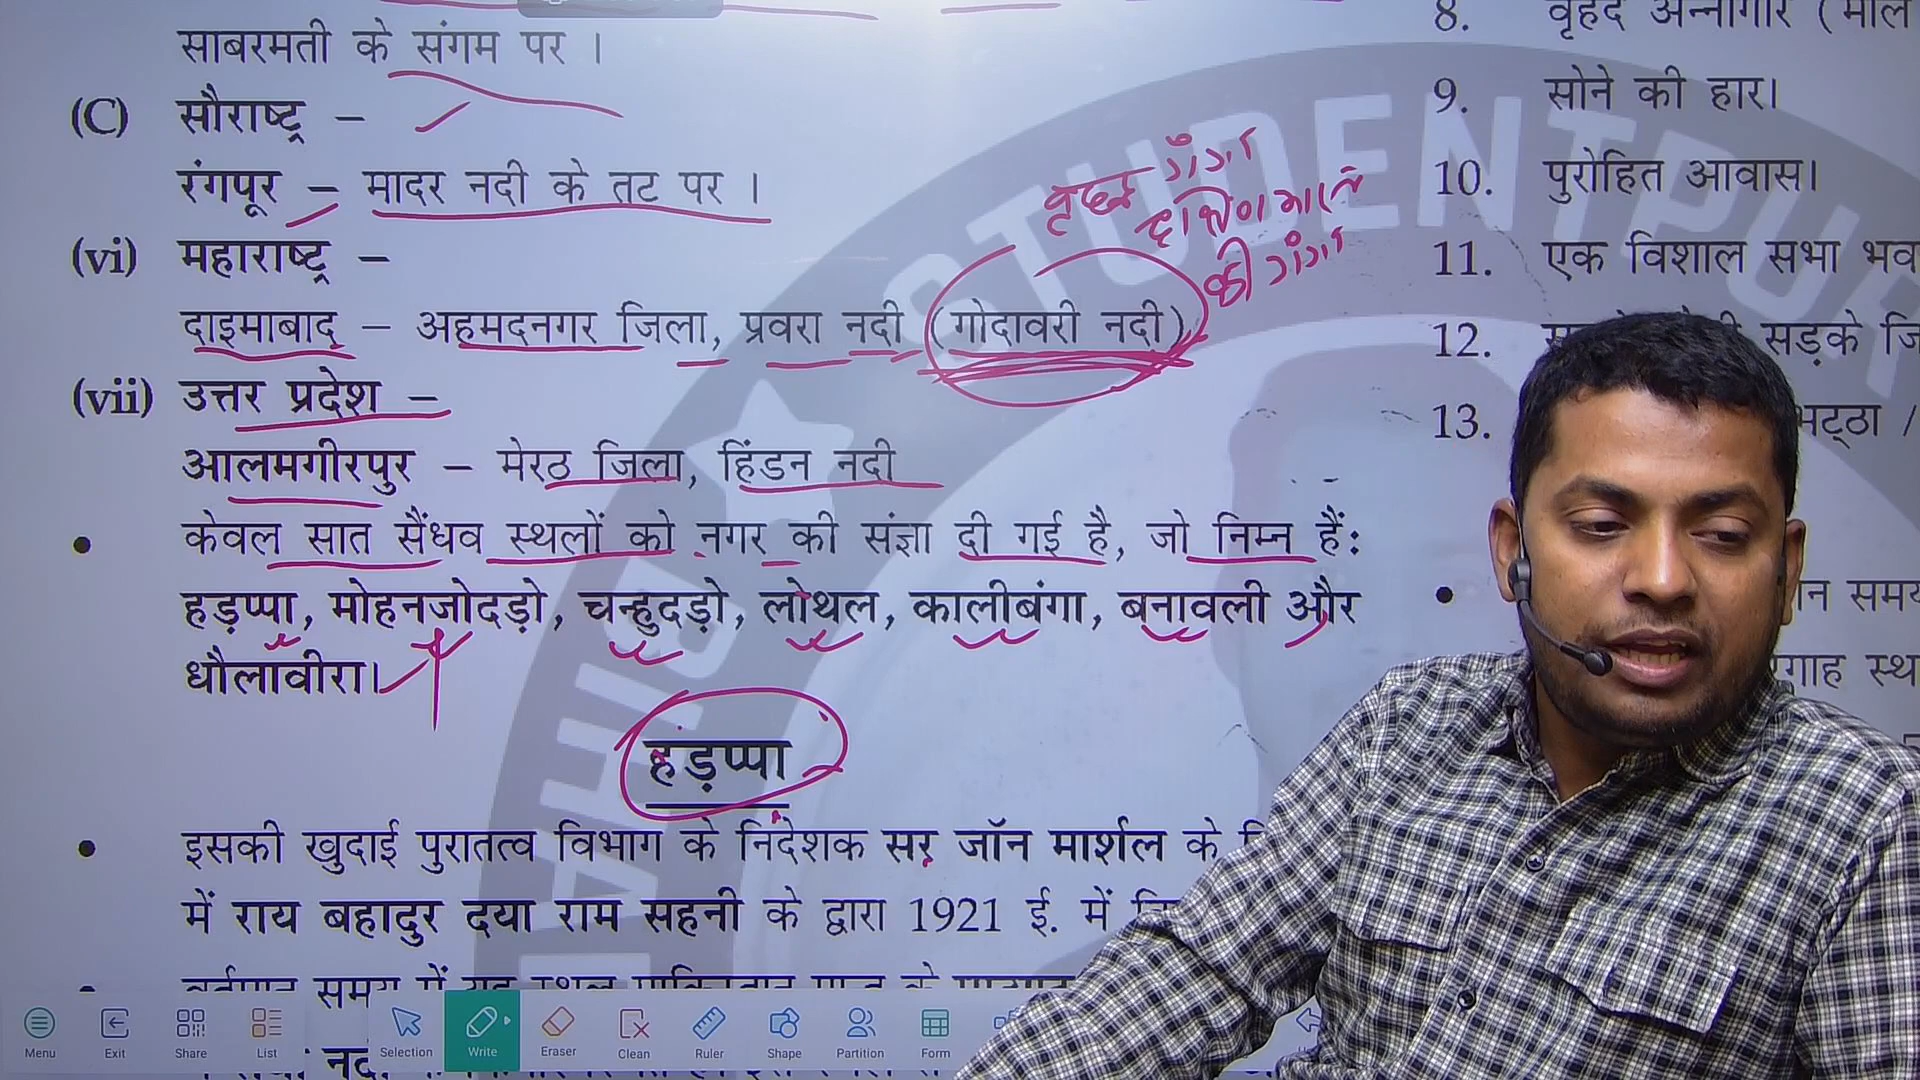 साबरमती के संगम पर ।
(C) सौराष्ट्र –
रंगपूर – मादर नदी के तट पर ।
(vi) महाराष्ट्र –
दाइमाबाद – अहमदनगर जिला, प्रवरा नदी (गोदावरी नदी)
वृद्ध गंगा
दक्षिण भारत
की गंगा
(vii) उत्तर प्रदेश –
आलमगीरपुर – मेरठ जिला, हिंडन नदी
• केवल सात सैंधव स्थलों को नगर की संज्ञा दी गई है, जो निम्न हैं:
हड़प्पा, मोहनजोदड़ो, चन्हुदड़ो, लोथल, कालीबंगा, बनावली और
धौलावीरा।
हड़प्पा
• इसकी खुदाई पुरातत्व विभाग के निदेशक सर जॉन मार्शल के
में राय बहादुर दया राम सहनी के द्वारा 1921 ई. में
8. वृहद अन्नागार
9. सोने की हार।
10. पुरोहित आवास।
11. एक विशाल सभा
12. सड़के
13.
STUDENT
Menu Exit Share List Selection Write Eraser Clean Ruler Shape Partition Form